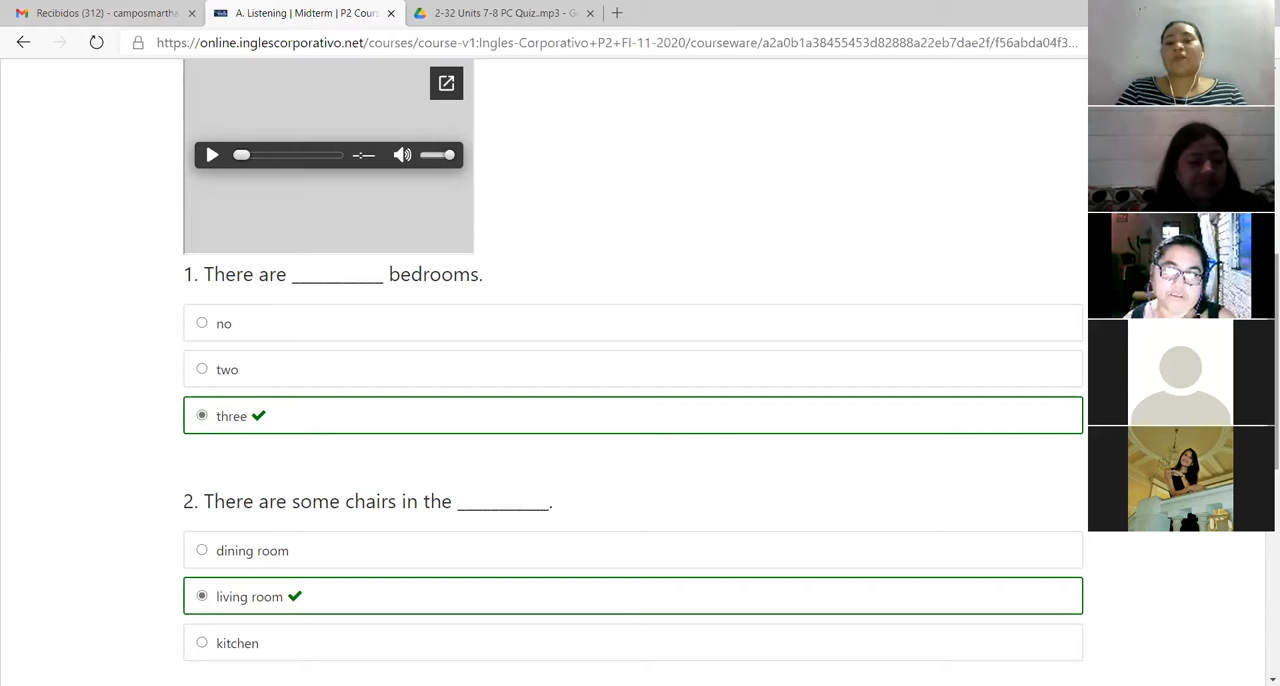 Recibidos (312) - camposmartha
A. Listening | Midterm | P2 Cours
2-32 Units 7-8 PC Quiz..mp3 - G
https://online.inglescorporativo.net/courses/course-v1:Ingles-Corporativo+P2+FI-11-2020/courseware/a2a0b1a38455453d82888a22eb7dae2f/f56abda04f3...
1. There are __________ bedrooms.
no
two
three
2. There are some chairs in the __________.
dining room
living room
kitchen